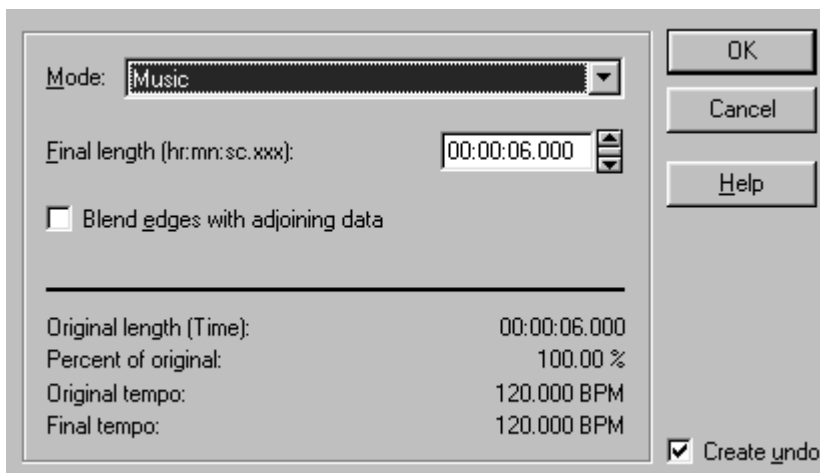 Mode: Music
Final length (hr:mn:sc.xxx): 00:00:06.000
Blend edges with adjoining data
Original length (Time): 00:00:06.000
Percent of original: 100.00 %
Original tempo: 120.000 BPM
Final tempo: 120.000 BPM
OK
Cancel
Help
Create undo